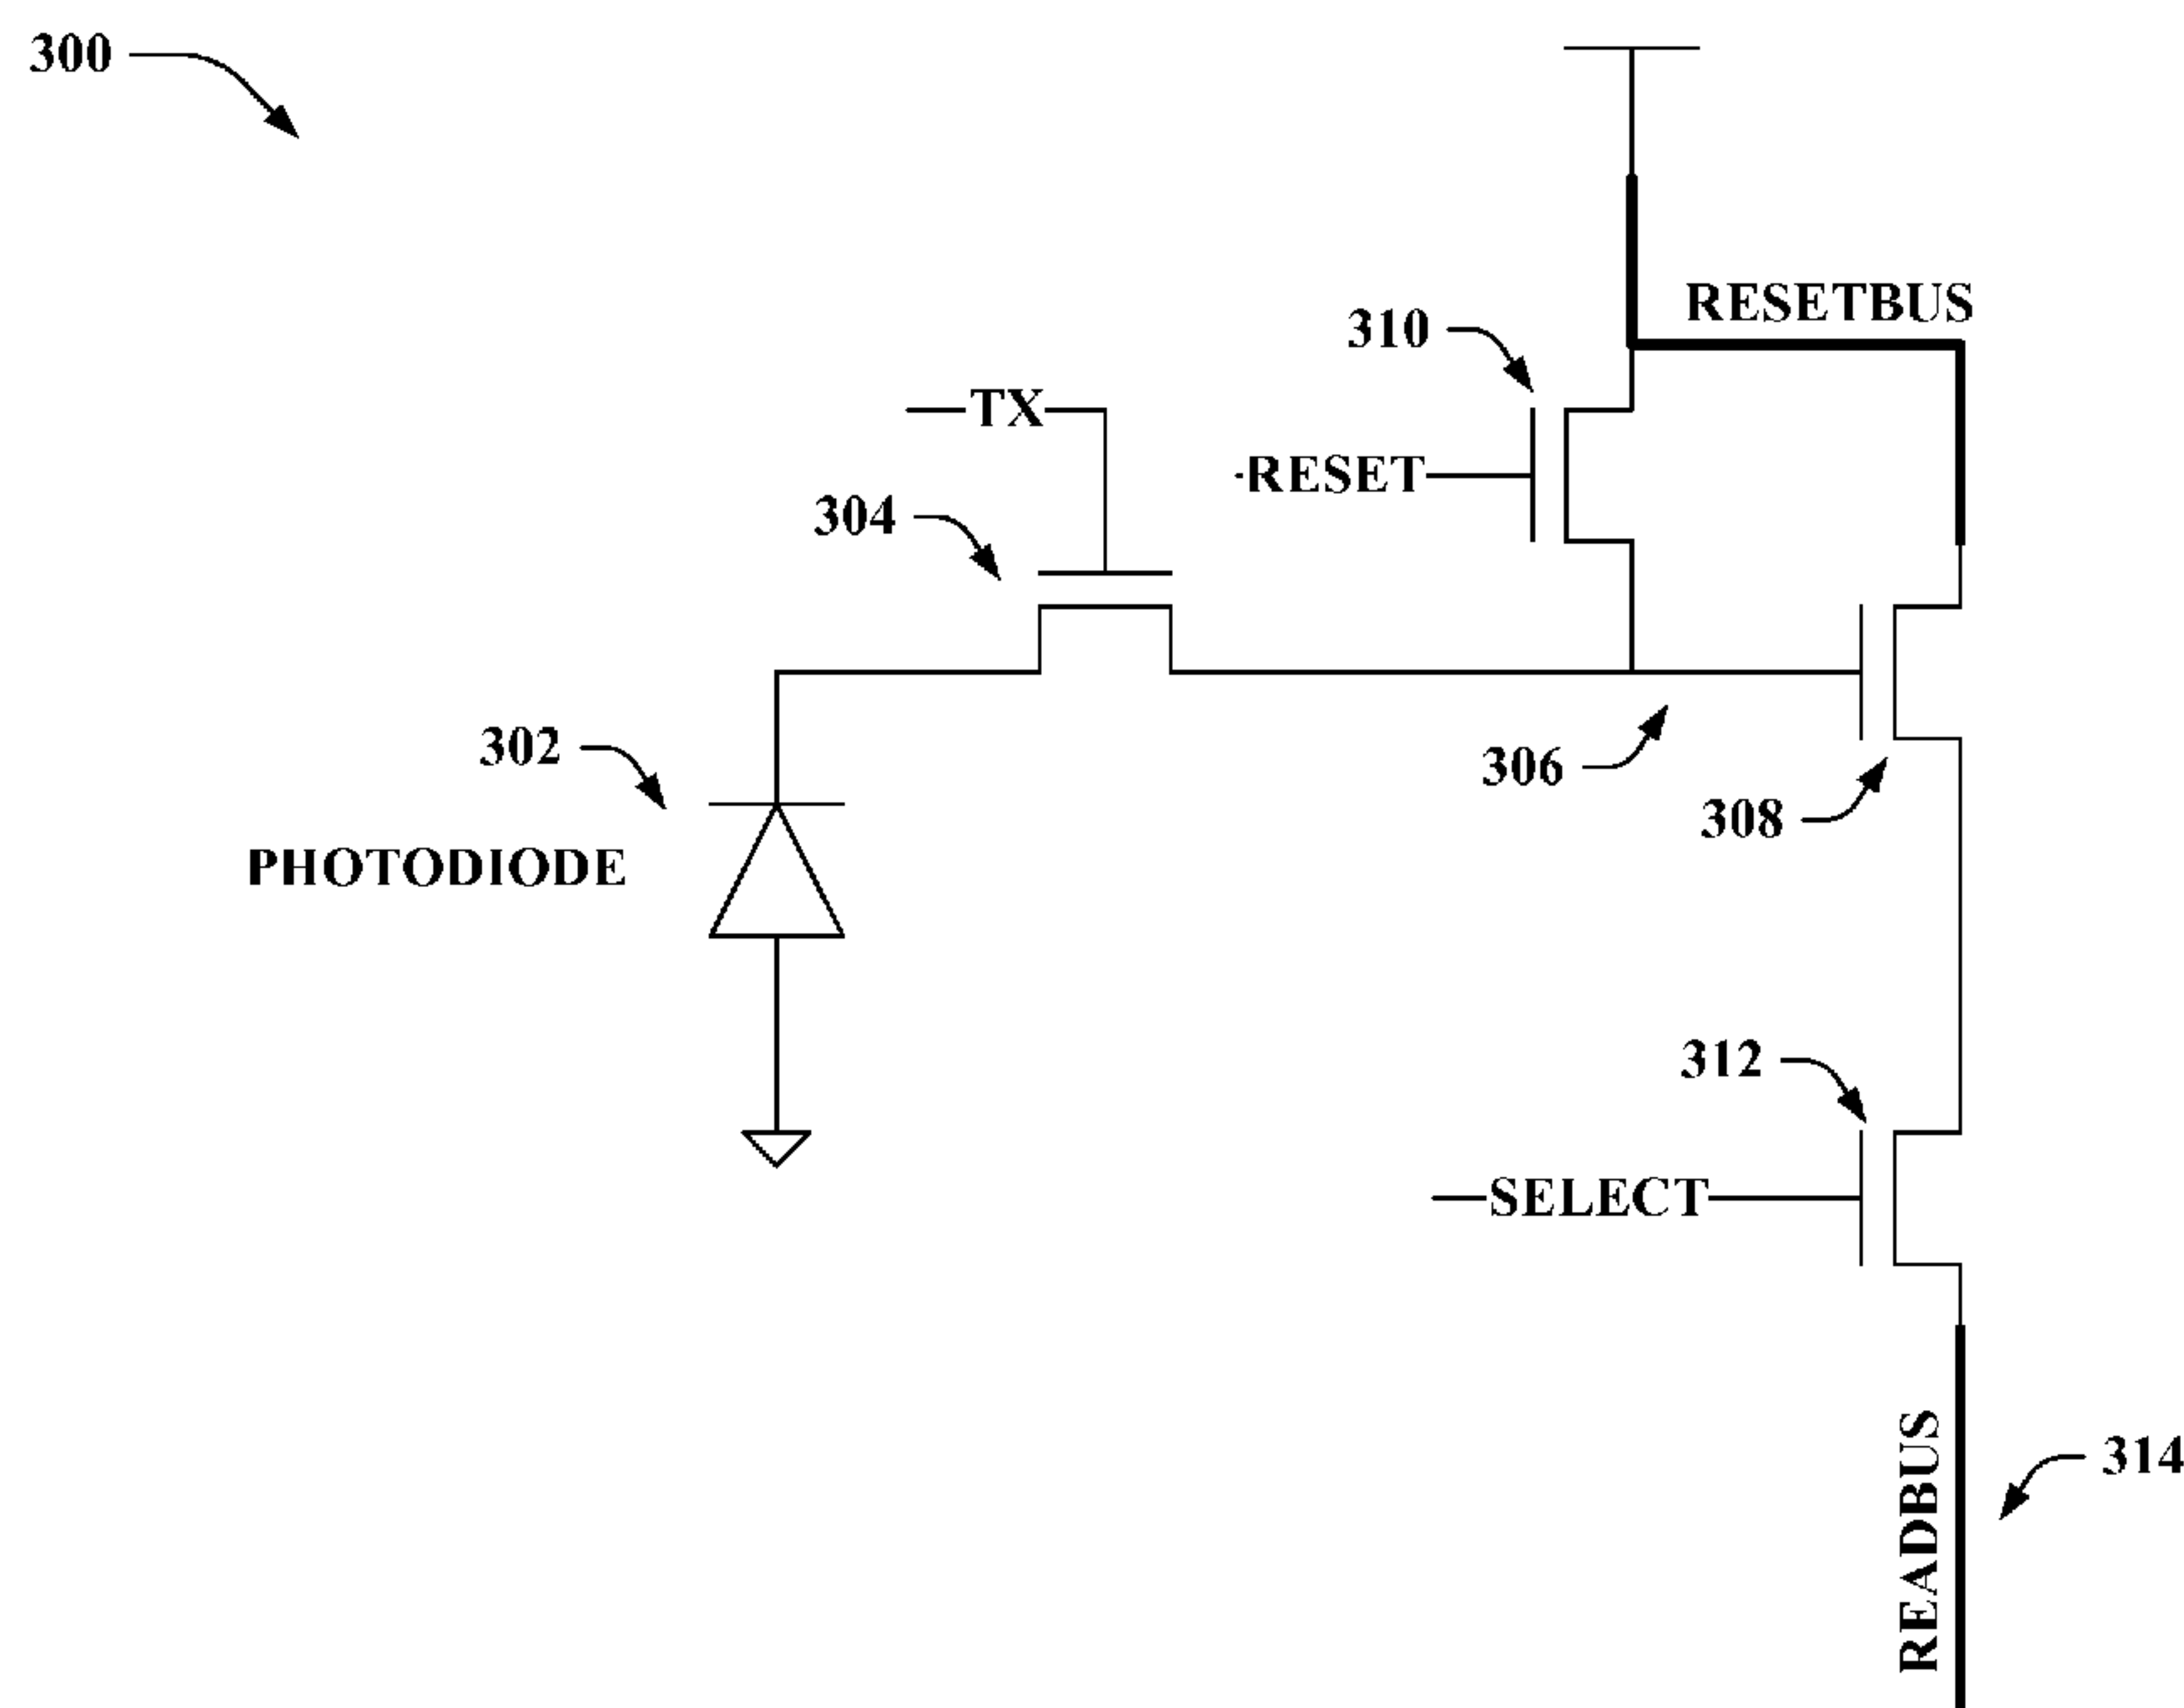 300
RESETBUS
310
TX
RESET
304
302
306
308
PHOTODIODE
312
SELECT
314
READBUS